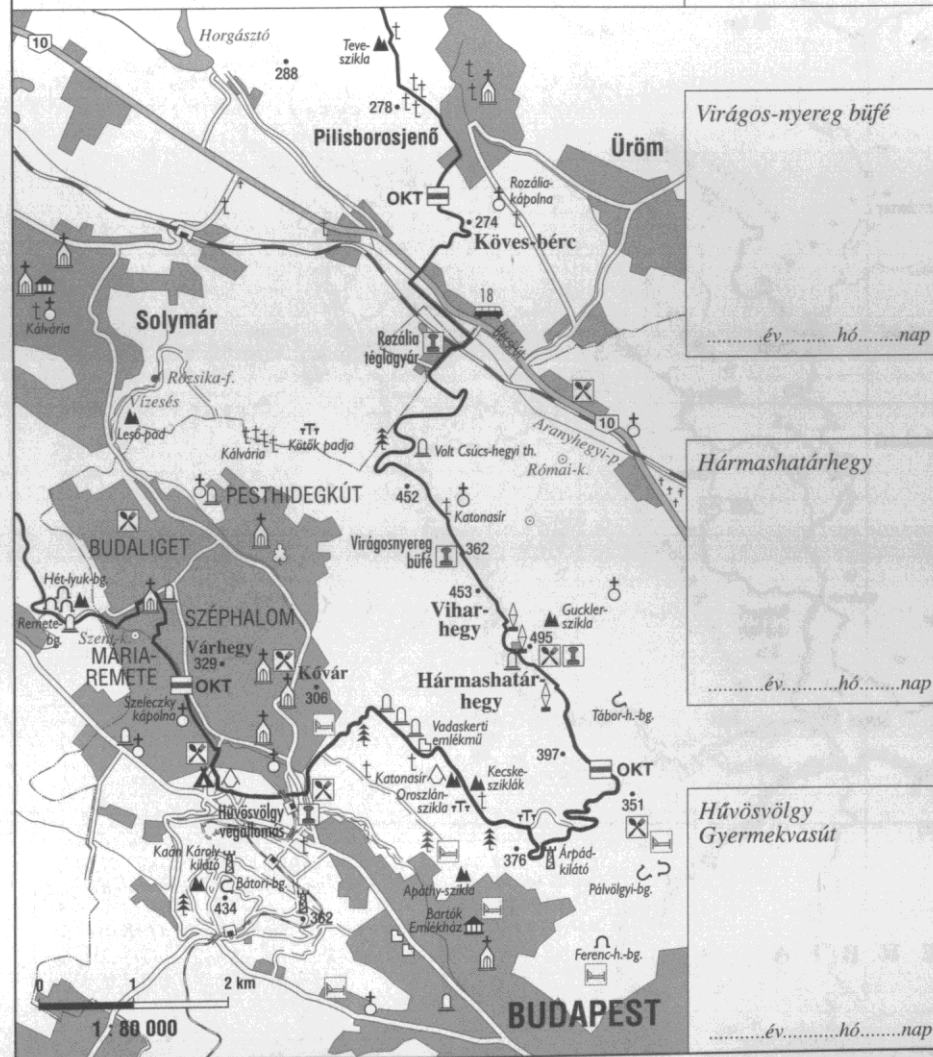 10
Horgásztó
288
Teve-
szikla
278
Pilisborosjenő
Üröm
OKT
Rozália-
kápolna
274
Köves-bérc
18
Kálvária
Solymár
Rozália
téglagyár
Rózsika-f.
Vízesés
Leső-pad
Kálvária
Kötők padja
Volt Csúcs-hegyi th.
10
Aranyhegyi-p.
Római-k.
452
Katonasír
PESTHIDEGKÚT
BUDALIGET
Virágosnyereg
büfé
362
453
Vihar-
hegy
Guckler-
szikla
495
Hét-lyuk-bg.
Remete-
bg.
Szent-k.
MÁRIA-
REMETE
SZÉPHALOM
Várhegy
329
OKT
Kővár
306
Hármashatár-
hegy
Szeleczky
kápolna
Tábor-h.-bg.
Vadaskerti
emlékmű
397
OKT
351
Katonasír
Oroszlán-
szikla
Kecske-
sziklák
Hűvösvölgy
végállomás
376
Árpád-
kilátó
Kaán Károly
kilátó
Bátori-bg.
434
362
Apáthy-szikla
Bartók
Emlékház
Pálvölgyi-bg.
Ferenc-h.-bg.
0 1 2 km
1 : 80 000
BUDAPEST
Virágos-nyereg büfé
...........év..........hó........nap
Hármashatárhegy
...........év..........hó........nap
Hűvösvölgy
Gyermekvasút
...........év..........hó........nap